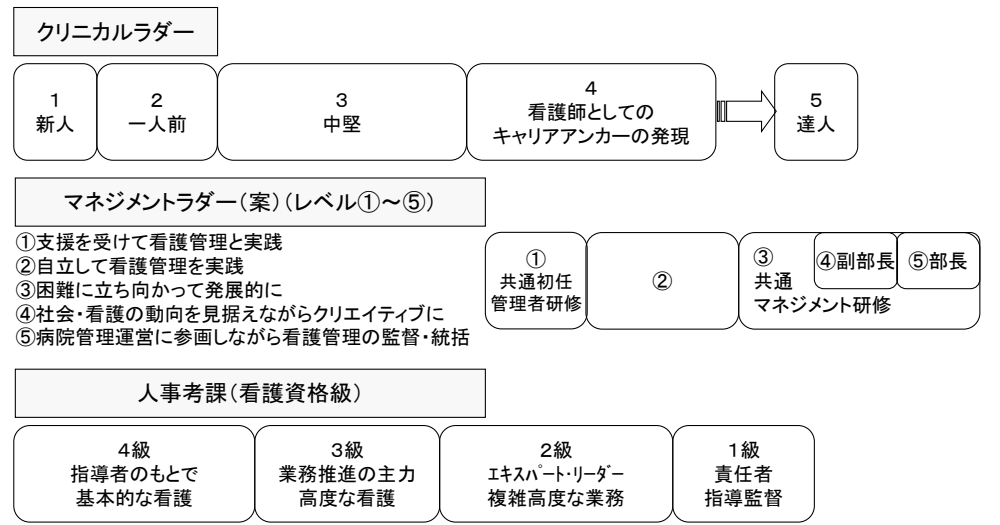 クリニカルラダー
1
新人
2
一人前
3
中堅
4
看護師としての
キャリアアンカーの発現
5
達人
マネジメントラダー(案)(レベル①~⑤)
①支援を受けて看護管理と実践
②自立して看護管理を実践
③困難に立ち向かって発展的に
④社会・看護の動向を見据えながらクリエイティブに
⑤病院管理運営に参画しながら看護管理の監督・統括
①
共通初任
管理者研修
②
③
共通
マネジメント研修
④副部長
⑤部長
人事考課(看護資格級)
4級
指導者のもとで
基本的な看護
3級
業務推進の主力
高度な看護
2級
エキスパート・リーダー
複雑高度な業務
1級
責任者
指導監督